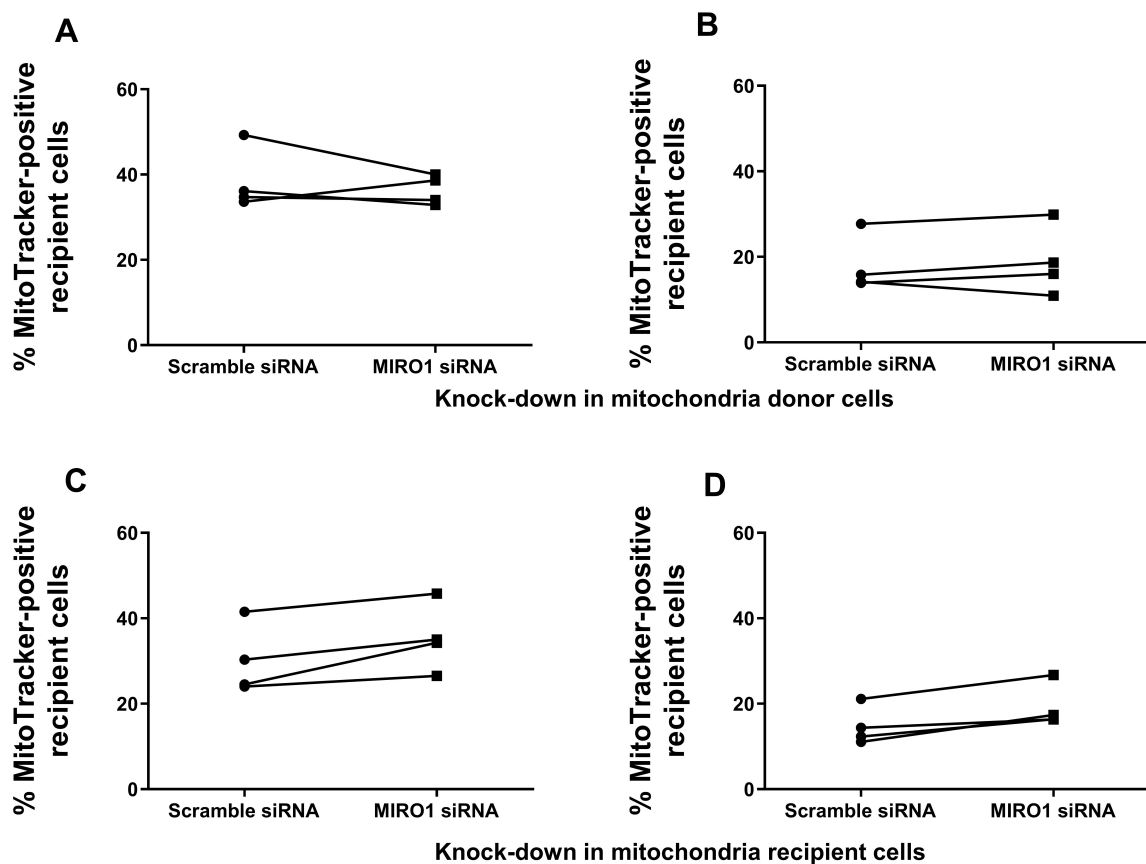 A
% MitoTracker-positive
recipient cells
60
40
20
0
Scramble siRNA
MIRO1 siRNA
B
% MitoTracker-positive
recipient cells
60
40
20
0
Scramble siRNA
MIRO1 siRNA
Knock-down in mitochondria donor cells
C
% MitoTracker-positive
recipient cells
60
40
20
0
Scramble siRNA
MIRO1 siRNA
D
% MitoTracker-positive
recipient cells
60
40
20
0
Scramble siRNA
MIRO1 siRNA
Knock-down in mitochondria recipient cells